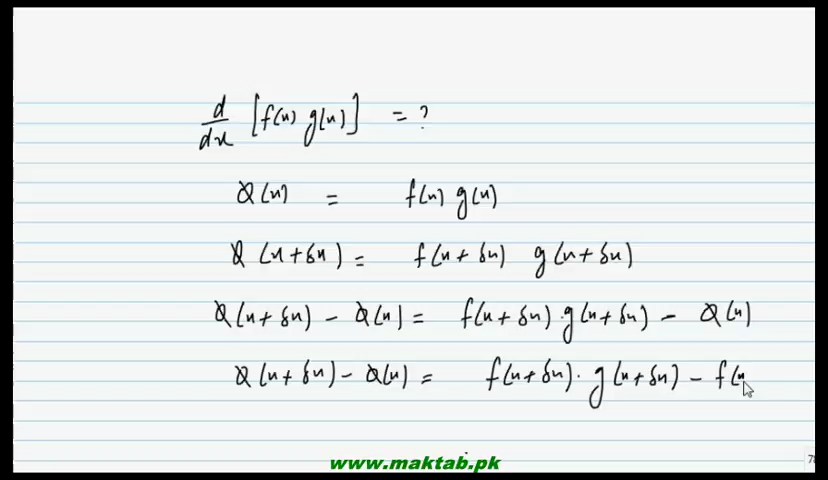 d/dx [f(x) g(x)] = ?
Q(x) = f(x) g(x)
Q(x+δx) = f(x+δx) g(x+δx)
Q(x+δx) - Q(x) = f(x+δx)·g(x+δx) - Q(x)
Q(x+δx) - Q(x) = f(x+δx)· g(x+δx) - f(x
www.maktab.pk